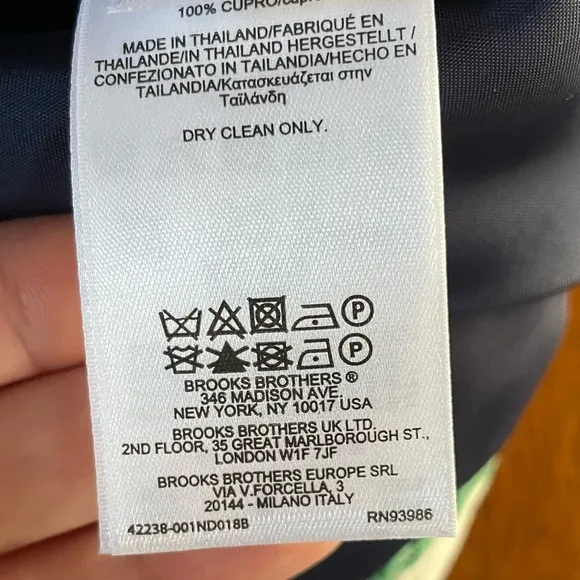 100% CUPRO/cupro
MADE IN THAILAND/FABRIQUÉ EN
THAILANDE/IN THAILAND HERGESTELLT /
CONFEZIONATO IN TAILANDIA/HECHO EN
TAILANDIA/Κατασκευάζεται στην
Ταϊλάνδη
DRY CLEAN ONLY.
P
P
BROOKS BROTHERS ®
346 MADISON AVE.
NEW YORK, NY 10017 USA
BROOKS BROTHERS UK LTD.
2ND FLOOR, 35 GREAT MARLBOROUGH ST.,
LONDON W1F 7JF
BROOKS BROTHERS EUROPE SRL
VIA V.FORCELLA, 3
20144 - MILANO ITALY
42238-001ND018B RN93986